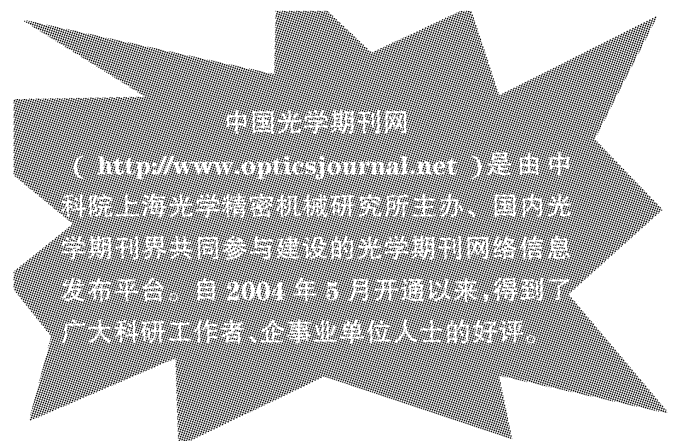 中国光学期刊网
( http://www.opticsjournal.net )是由中
科院上海光学精密机械研究所主办、国内光
学期刊界共同参与建设的光学期刊网络信息
发布平台。自 2004 年 5 月开通以来,得到了
广大科研工作者、企事业单位人士的好评。